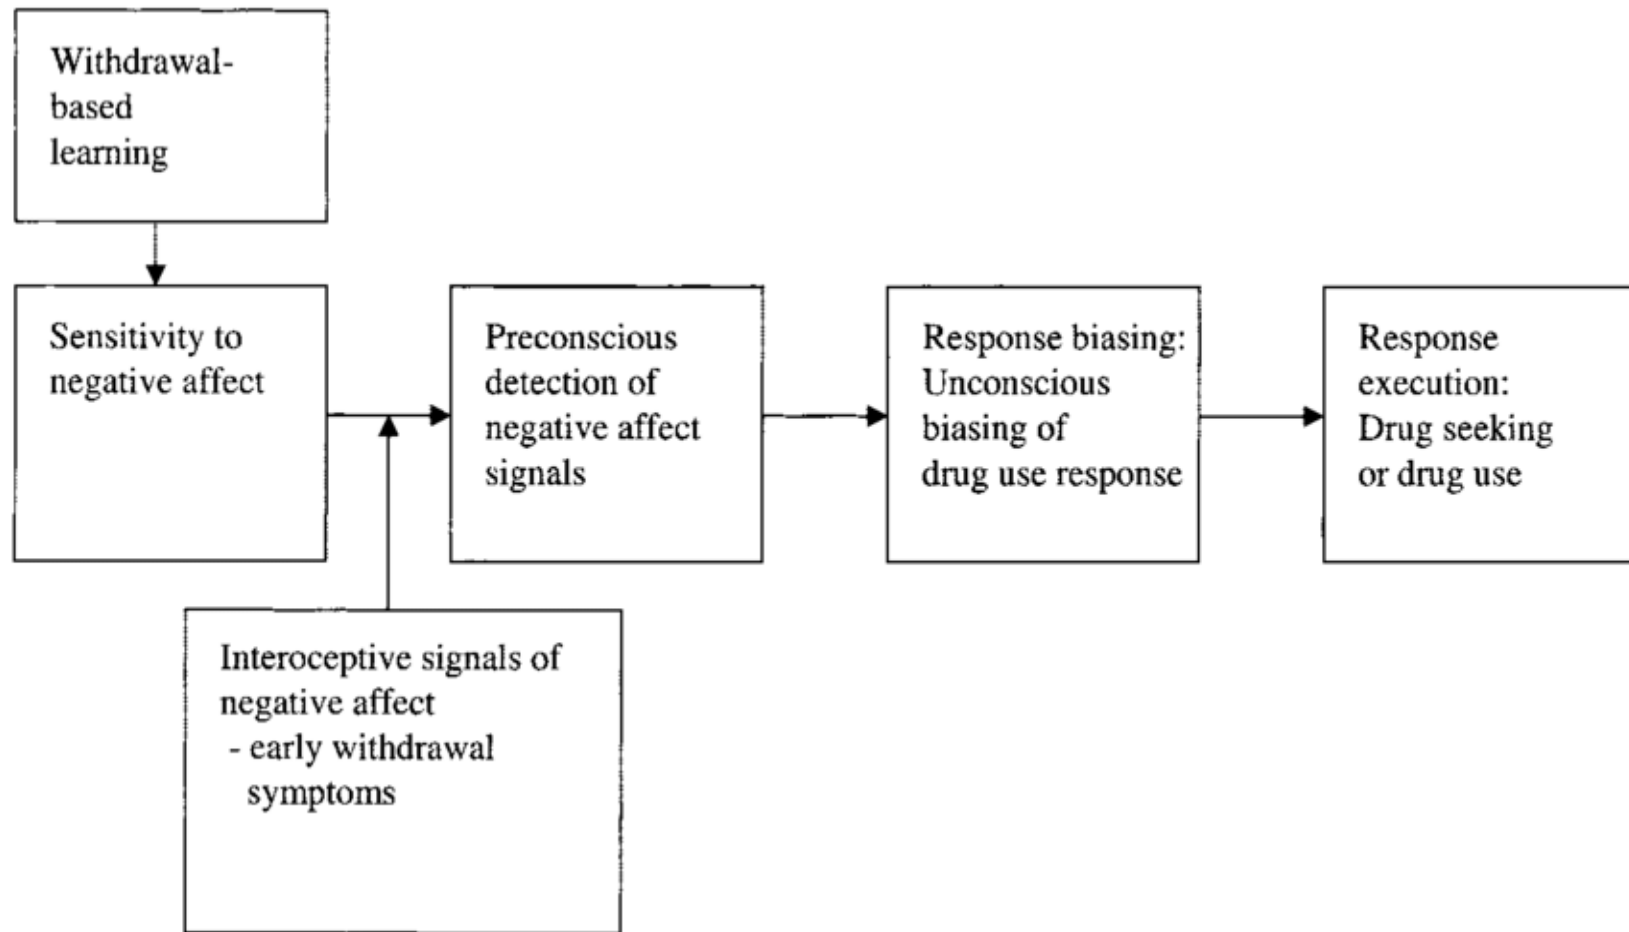 Withdrawal-
based
learning
Sensitivity to
negative affect
Preconscious
detection of
negative affect
signals
Response biasing:
Unconscious
biasing of
drug use response
Response
execution:
Drug seeking
or drug use
Interoceptive signals of
negative affect
- early withdrawal
symptoms